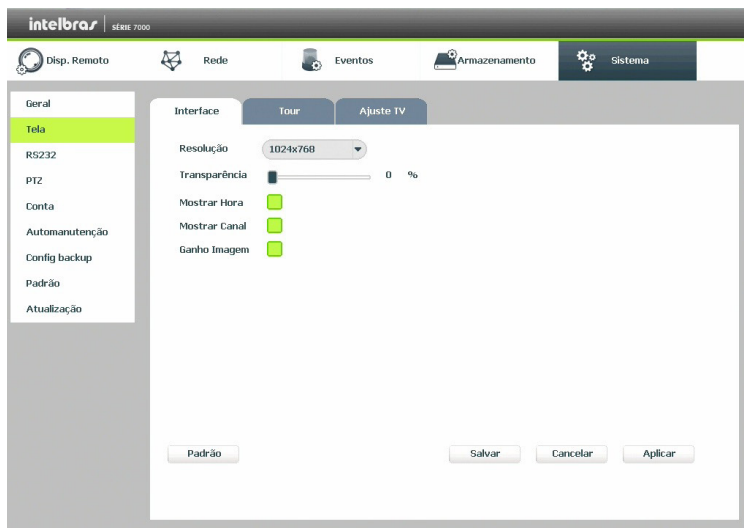 intelbras SÉRIE 7000
Disp. Remoto Rede Eventos Armazenamento Sistema
Geral
Tela
RS232
PTZ
Conta
Automanutenção
Config backup
Padrão
Atualização
Interface Tour Ajuste TV
Resolução 1024x768
Transparência 0 %
Mostrar Hora
Mostrar Canal
Ganho Imagem
Padrão Salvar Cancelar Aplicar